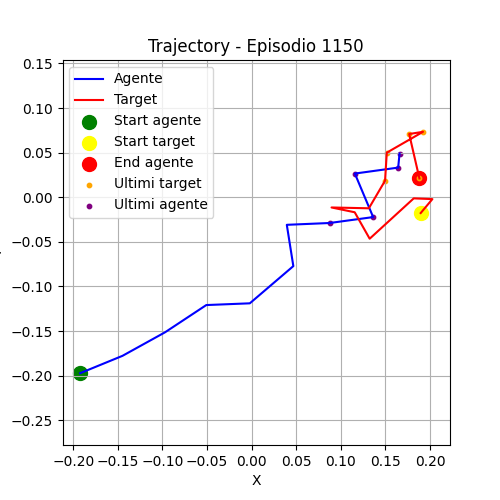 Trajectory - Episodio 1150
0.15
0.10
0.05
0.00
−0.05
−0.10
−0.15
−0.20
−0.25
Agente
Target
Start agente
Start target
End agente
Ultimi target
Ultimi agente
−0.20 −0.15 −0.10 −0.05 0.00 0.05 0.10 0.15 0.20
X